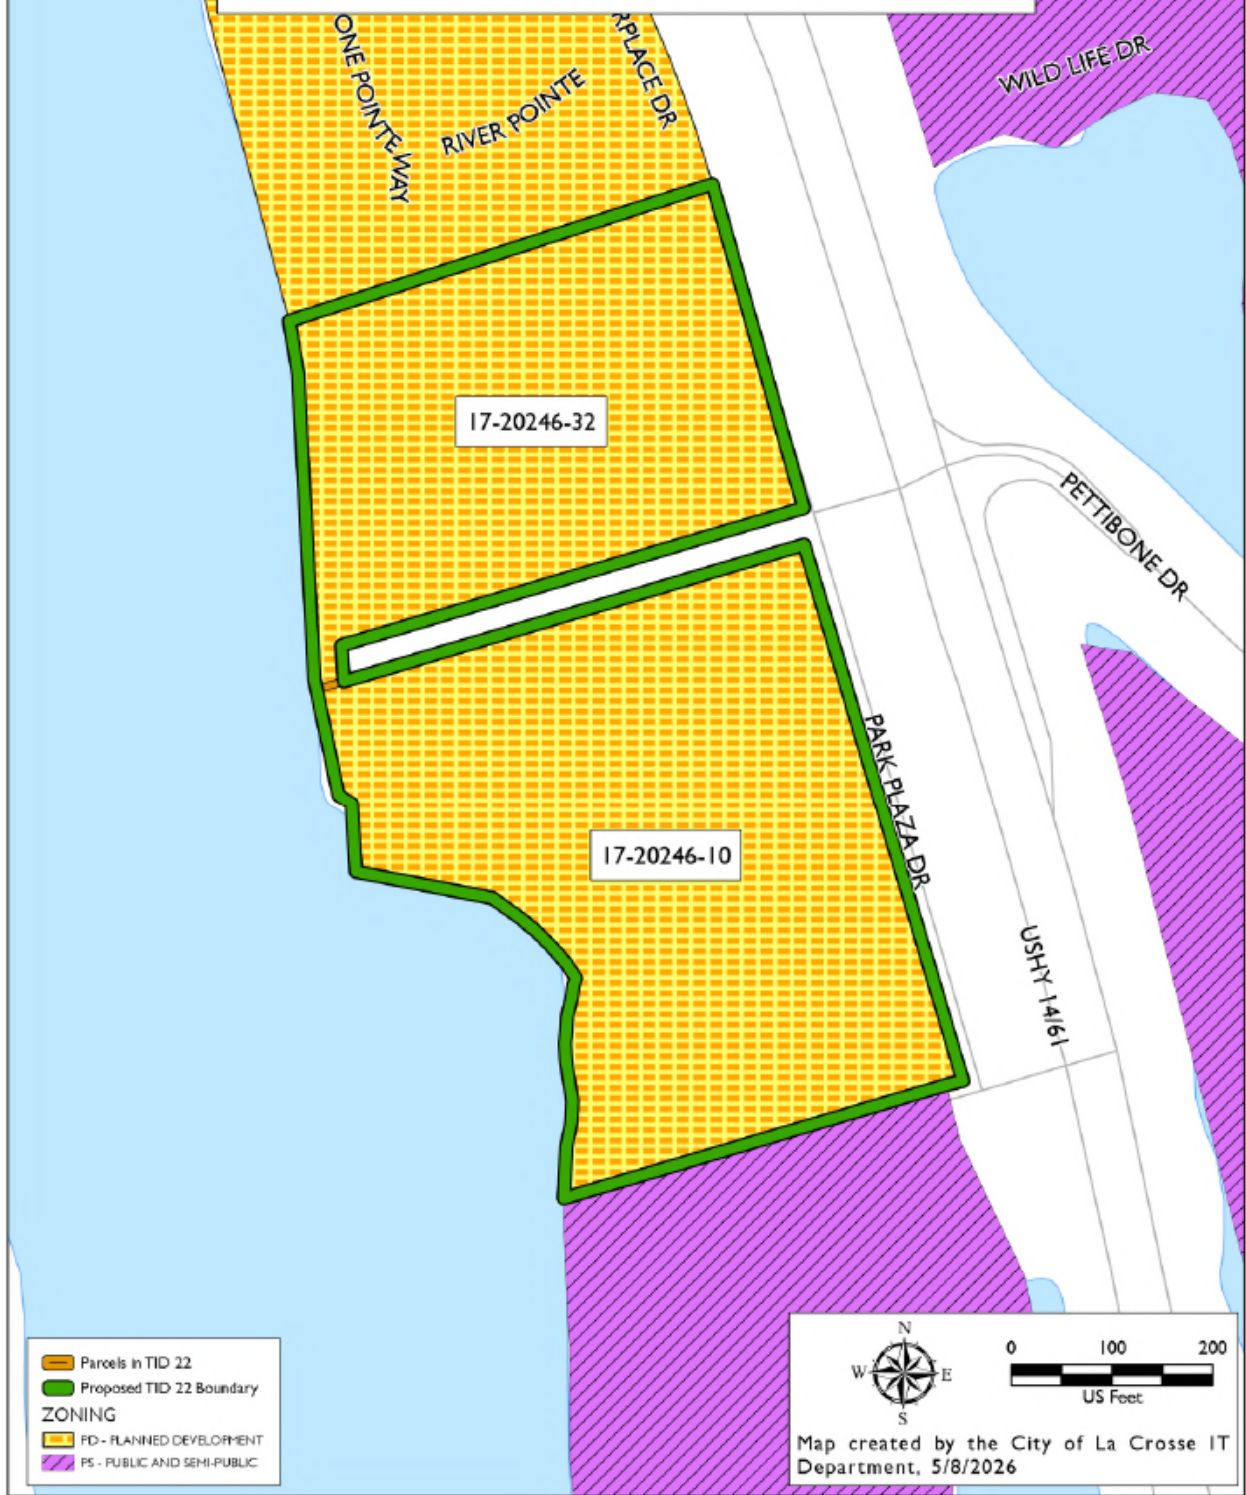 ONE POINTE WAY
RIVER POINTE
RPLACE DR
WILD LIFE DR
17-20246-32
PETTIBONE DR
17-20246-10
PARK PLAZA DR
USHY 14/61
Parcels in TID 22
Proposed TID 22 Boundary
ZONING
PD - PLANNED DEVELOPMENT
PS - PUBLIC AND SEMI-PUBLIC
N
W E
S
0 100 200
US Feet
Map created by the City of La Crosse IT
Department, 5/8/2026